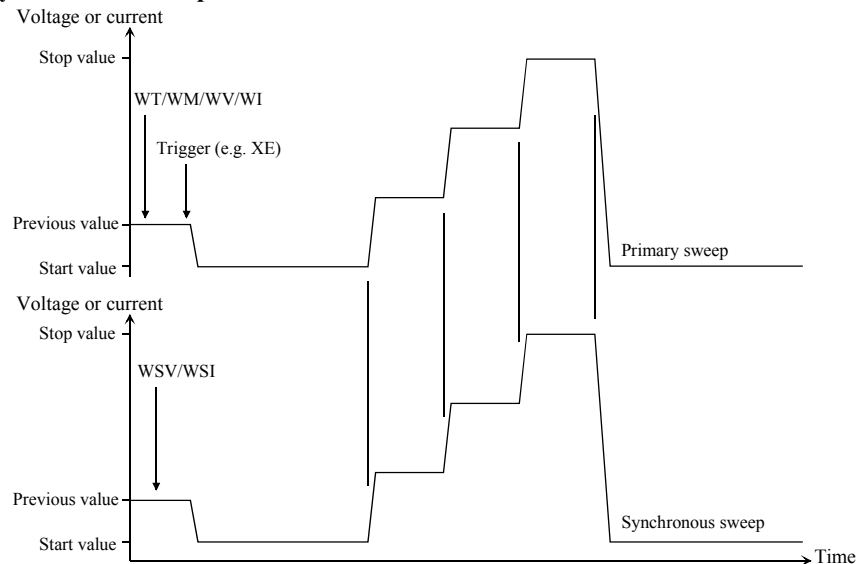 Voltage or current
Stop value
WT/WM/WV/WI
Trigger (e.g. XE)
Previous value
Start value
Primary sweep
Voltage or current
Stop value
WSV/WSI
Previous value
Start value
Synchronous sweep
Time